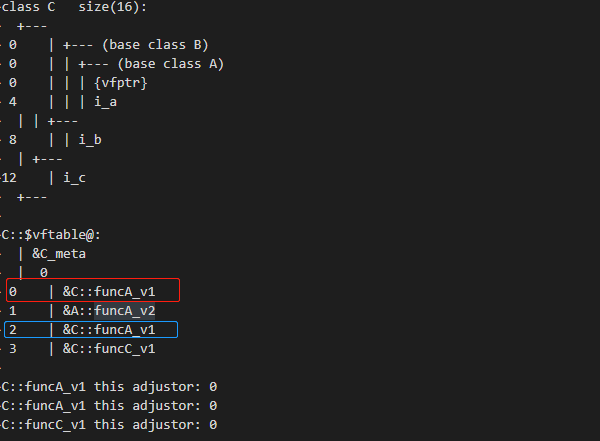 class C   size(16):
  +---
 0    | +--- (base class B)
 0    | | +--- (base class A)
 0    | | | {vfptr}
 4    | | | i_a
  | | +---
 8    | | i_b
  | +---
12    | i_c
  +---
C::$vftable@:
  | &C_meta
  |  0
 0    | &C::funcA_v1
 1    | &A::funcA_v2
 2    | &C::funcA_v1
 3    | &C::funcC_v1
C::funcA_v1 this adjustor: 0
C::funcA_v1 this adjustor: 0
C::funcC_v1 this adjustor: 0